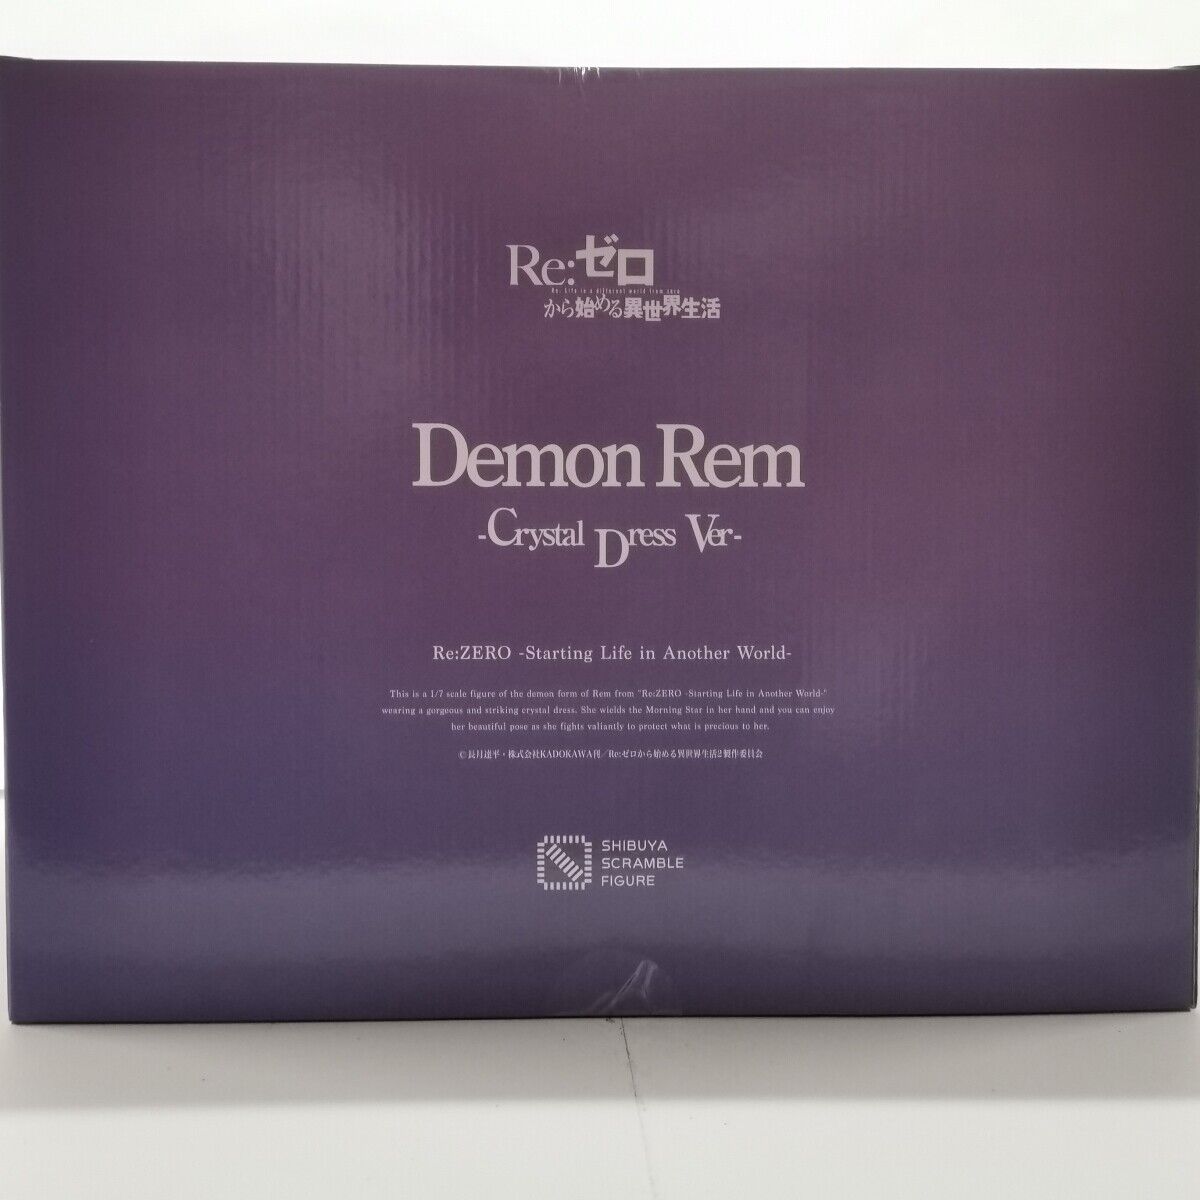 Re:ゼロ
Re: Life in a different world from zero
から始める異世界生活
Demon Rem
-Crystal Dress Ver-
Re:ZERO -Starting Life in Another World-
This is a 1/7 scale figure of the demon form of Rem from "Re:ZERO -Starting Life in Another World-"
wearing a gorgeous and striking crystal dress. She wields the Morning Star in her hand and you can enjoy
her beautiful pose as she fights valiantly to protect what is precious to her.
©長月達平・株式会社KADOKAWA刊／Re:ゼロから始める異世界生活2製作委員会
SHIBUYA
SCRAMBLE
FIGURE